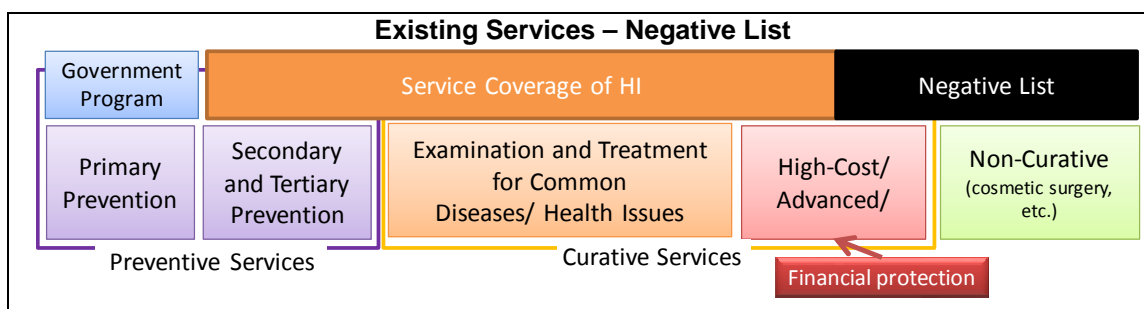 Existing Services – Negative List
Government
Program
Service Coverage of HI
Negative List
Primary
Prevention
Secondary
and Tertiary
Prevention
Examination and Treatment
for Common
Diseases/ Health Issues
High-Cost/
Advanced/
Non-Curative
(cosmetic surgery,
etc.)
Preventive Services
Curative Services
Financial protection